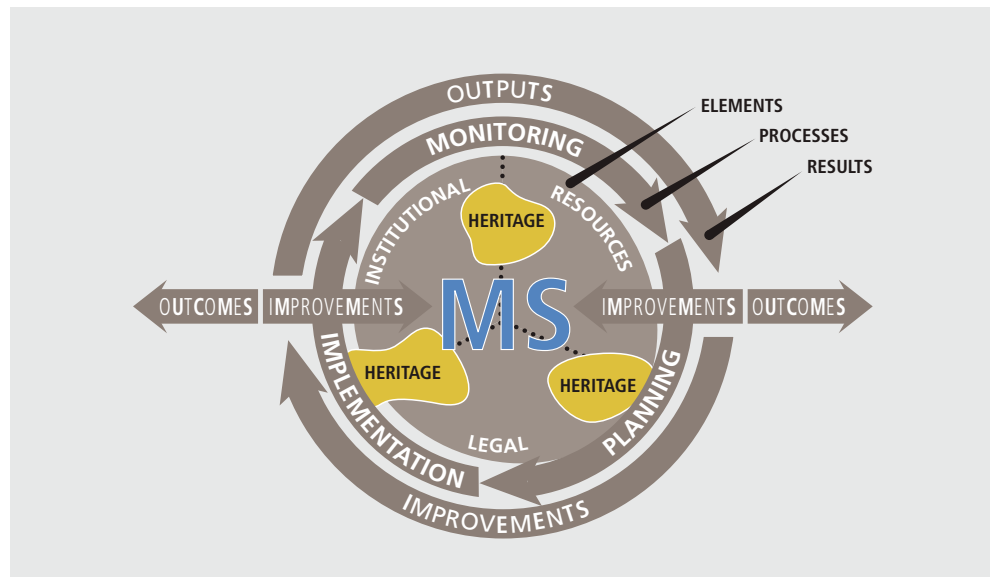 OUTPUTS
MONITORING
ELEMENTS
PROCESSES
RESULTS
INSTITUTIONAL
HERITAGE
RESOURCES
MS
OUTCOMES
IMPROVEMENTS
IMPROVEMENTS
OUTCOMES
HERITAGE
HERITAGE
IMPLEMENTATION
LEGAL
PLANNING
IMPROVEMENTS